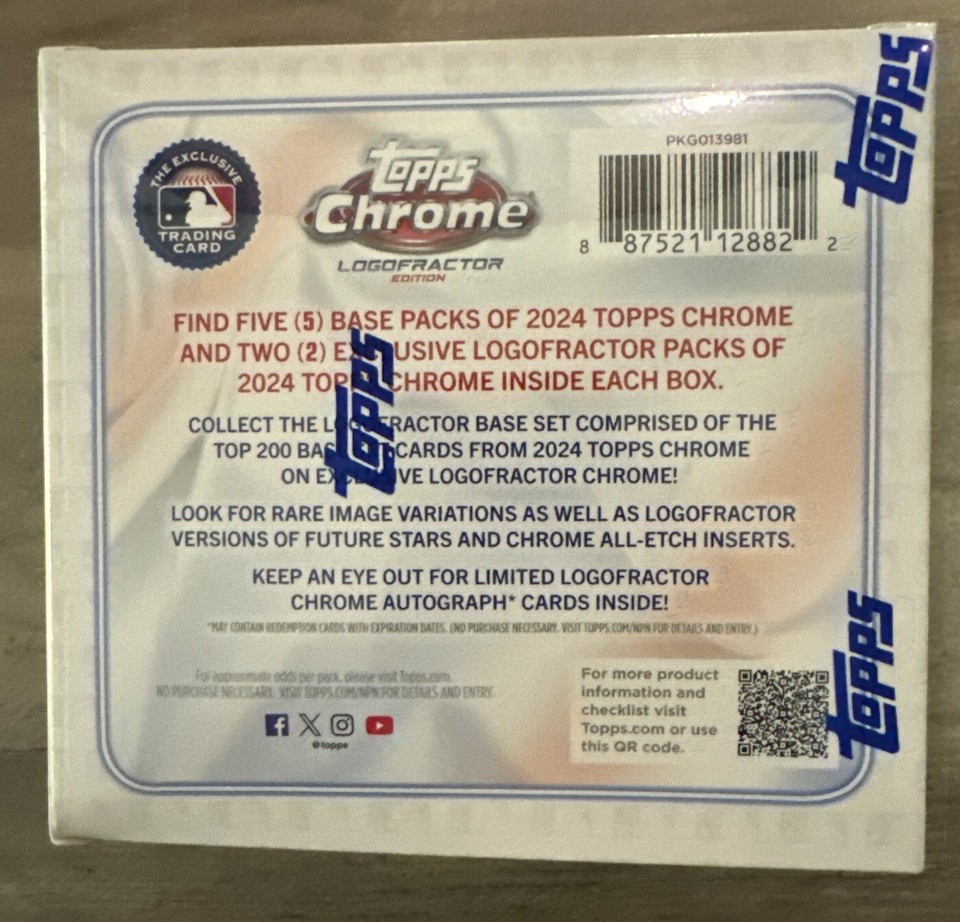 THE EXCLUSIVE
TRADING
CARD
topps
Chrome
LOGOFRACTOR
EDITION
PKG013981
8 87521 12882 2
topps
FIND FIVE (5) BASE PACKS OF 2024 TOPPS CHROME
AND TWO (2) EX USIVE LOGOFRACTOR PACKS OF
2024 TOPP CHROME INSIDE EACH BOX.
topps
COLLECT THE LOGOFRACTOR BASE SET COMPRISED OF THE
TOP 200 BAS CARDS FROM 2024 TOPPS CHROME
ON EXCLUSIVE LOGOFRACTOR CHROME!
LOOK FOR RARE IMAGE VARIATIONS AS WELL AS LOGOFRACTOR
VERSIONS OF FUTURE STARS AND CHROME ALL-ETCH INSERTS.
KEEP AN EYE OUT FOR LIMITED LOGOFRACTOR
CHROME AUTOGRAPH* CARDS INSIDE!
*MAY CONTAIN REDEMPTION CARDS WITH EXPIRATION DATES. (NO PURCHASE NECESSARY. VISIT TOPPS.COM/NPN FOR DETAILS AND ENTRY.)
For approximate odds per pack, please visit Topps.com.
NO PURCHASE NECESSARY. VISIT TOPPS.COM/NPN FOR DETAILS AND ENTRY.
@topps
For more product
information and
checklist visit
Topps.com or use
this QR code.
topps